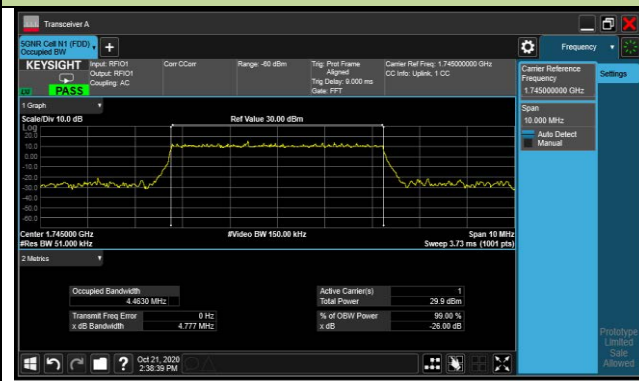 Transceiver A
5GNR Cell N1 (FDD)
Occupied BW
Frequency
KEYSIGHT
PASS
Input: RFIO1
Output: RFIO1
Coupling: AC
Corr CCorr
Range: -60 dBm
Trig: Prot Frame
Aligned
Trig Delay: 9.000 ms
Gate: FFT
Carrier Ref Freq: 1.745000000 GHz
CC Info: Uplink, 1 CC
Carrier Reference
Frequency
1.745000000 GHz
Settings
Span
10.000 MHz
Auto Detect
Manual
1 Graph
Scale/Div 10.0 dB
Ref Value 30.00 dBm
Log
20.0
10.0
0.00
-10.0
-20.0
-30.0
-40.0
-50.0
-60.0
Center 1.745000 GHz
#Video BW 150.00 kHz
Span 10 MHz
#Res BW 51.000 kHz
Sweep 3.73 ms (1001 pts)
2 Metrics
Occupied Bandwidth
4.4630 MHz
Active Carrier(s) 1
Total Power 29.9 dBm
Transmit Freq Error 0 Hz
x dB Bandwidth 4.777 MHz
% of OBW Power 99.00 %
x dB -26.00 dB
Oct 21, 2020
2:38:39 PM
Prototype
Limited
Sale
Allowed